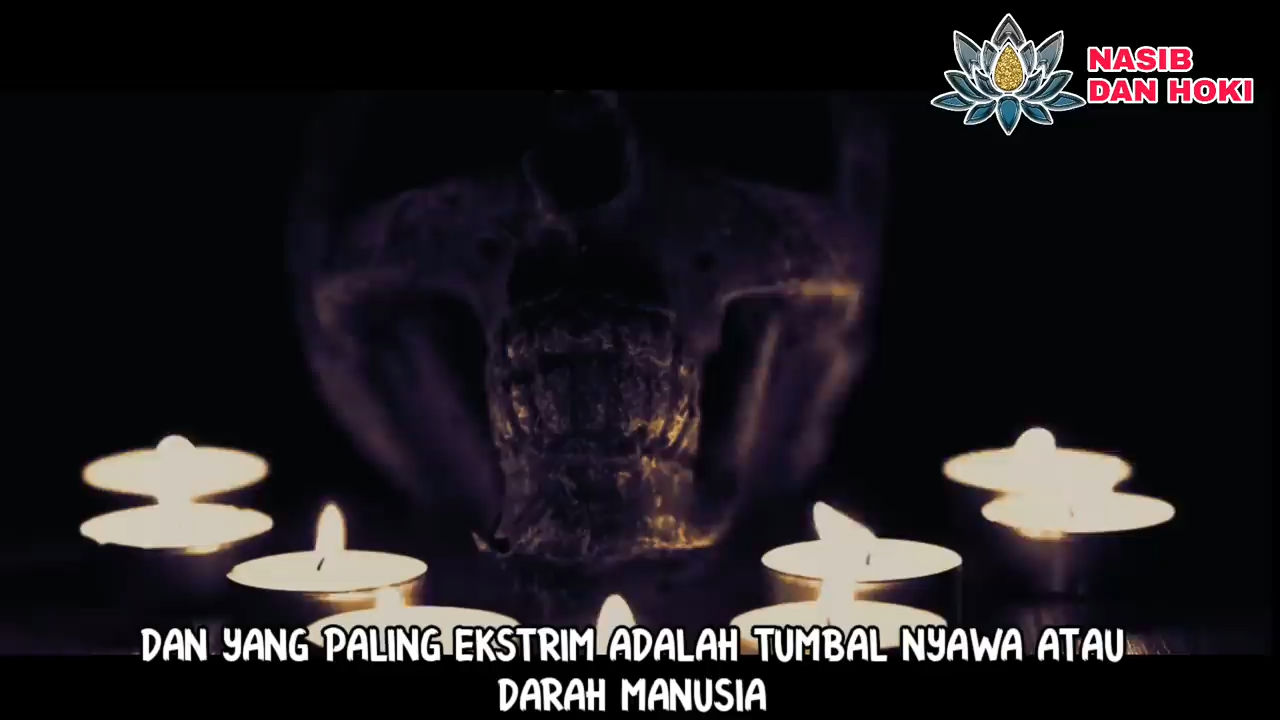 NASIB
DAN HOKI
DAN YANG PALING EKSTRIM ADALAH TUMBAL NYAWA ATAU
DARAH MANUSIA